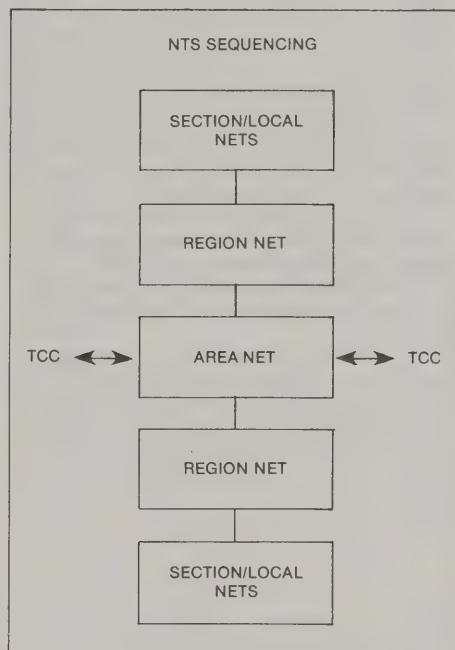 NTS SEQUENCING
SECTION/LOCAL
NETS
REGION NET
TCC
AREA NET
TCC
REGION NET
SECTION/LOCAL
NETS